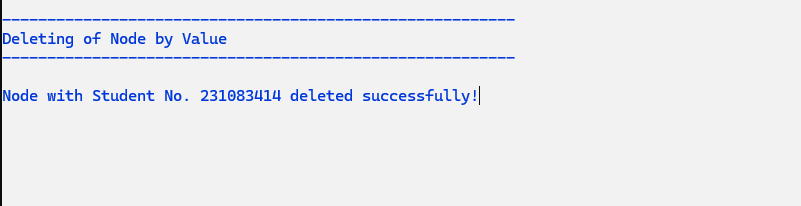 ---------------------------------------------------------
Deleting of Node by Value
---------------------------------------------------------
Node with Student No. 231083414 deleted successfully!